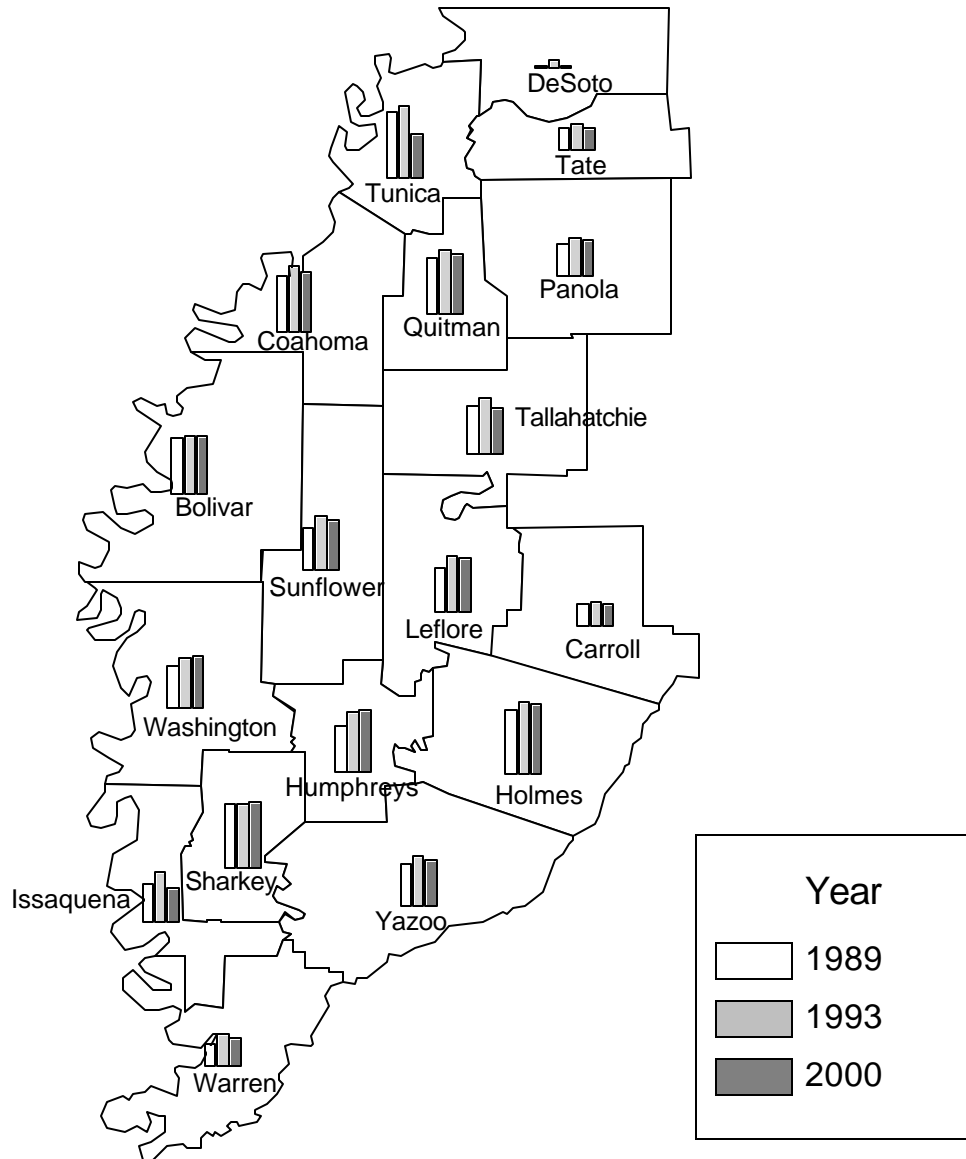 DeSoto
Tate
Tunica
Panola
Quitman
Coahoma
Tallahatchie
Bolivar
Sunflower
Leflore
Carroll
Washington
Humphreys
Holmes
Sharkey
Issaquena
Yazoo
Warren
Year
1989
1993
2000